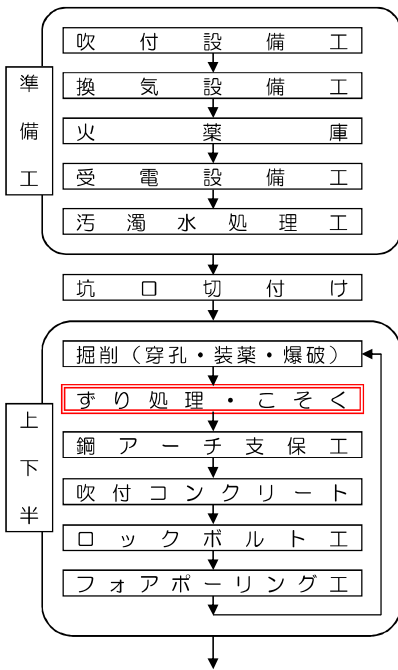 準備工
吹付設備工
換気設備工
火薬庫
受電設備工
汚濁水処理工
坑口切付け
上下半
掘削（穿孔・装薬・爆破）
ずり処理・こそく
鋼アーチ支保工
吹付コンクリート
ロックボルト工
フォアポーリング工